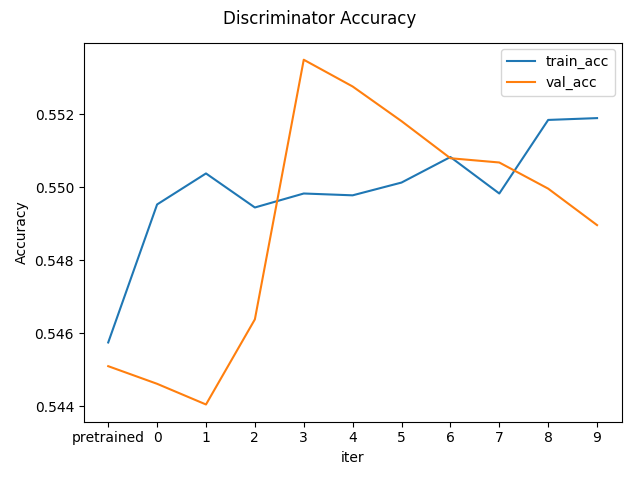 Discriminator Accuracy
train_acc
val_acc
Accuracy
0.552
0.550
0.548
0.546
0.544
pretrained 0 1 2 3 4 5 6 7 8 9
iter